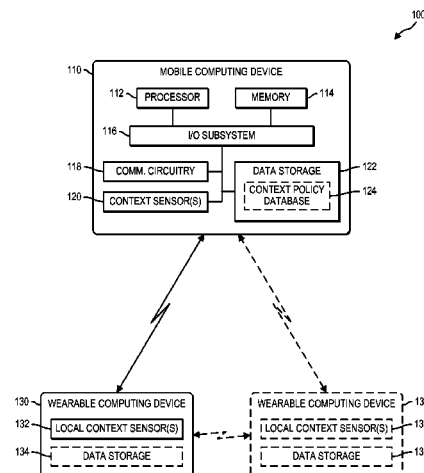 100
110
MOBILE COMPUTING DEVICE
112
PROCESSOR
MEMORY
114
116
I/O SUBSYSTEM
118
COMM. CIRCUITRY
120
CONTEXT SENSOR(S)
DATA STORAGE
122
CONTEXT POLICY
DATABASE
124
130
WEARABLE COMPUTING DEVICE
132
LOCAL CONTEXT SENSOR(S)
134
DATA STORAGE
WEARABLE COMPUTING DEVICE
LOCAL CONTEXT SENSOR(S)
DATA STORAGE